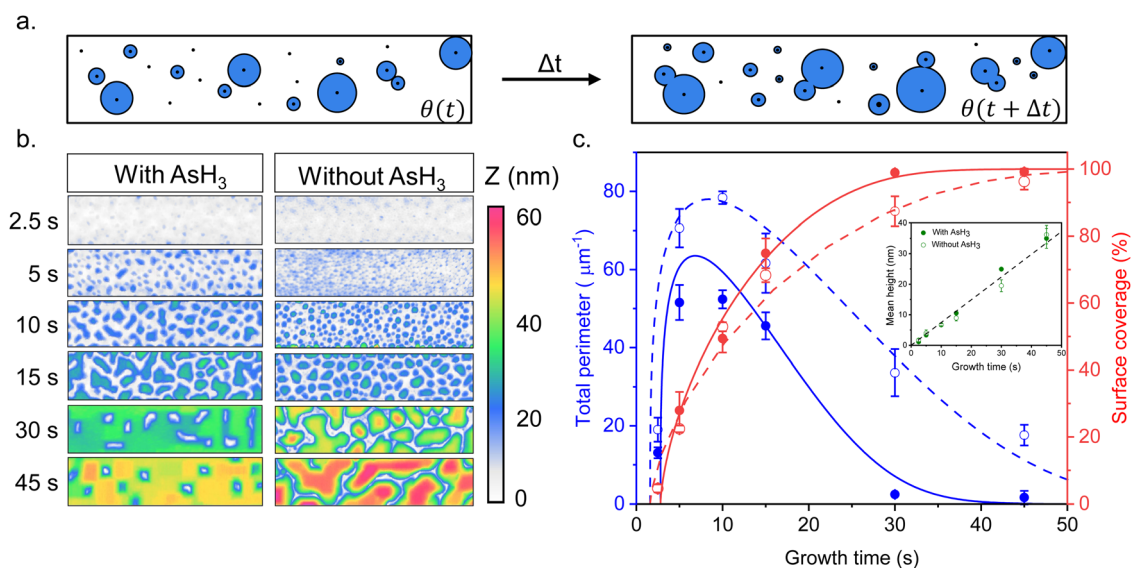 a.
Δt
θ(t)
θ(t + Δt)
b.
With AsH₃
Without AsH₃
Z (nm)
2.5 s
5 s
10 s
15 s
30 s
45 s
60
40
20
0
c.
Total perimeter ( μm⁻¹)
80
60
40
20
0
0
10
20
30
40
50
Growth time (s)
Surface coverage (%)
100
80
60
40
20
0
With AsH₃
Without AsH₃
Mean height (nm)
40
30
20
10
0
0
10
20
30
40
50
Growth time (s)